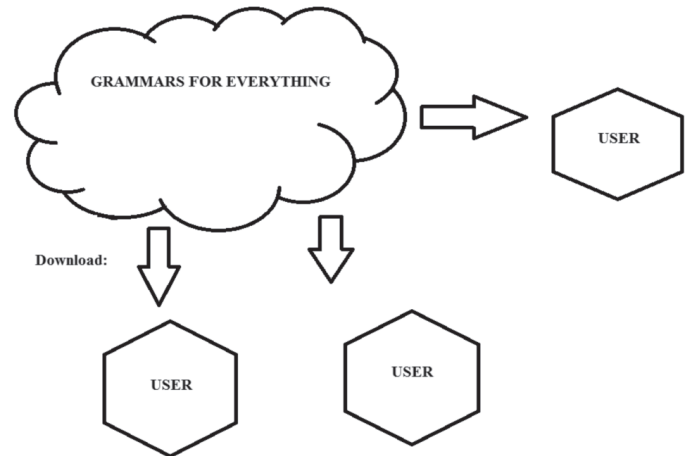 GRAMMARS FOR EVERYTHING
USER
Download:
USER
USER